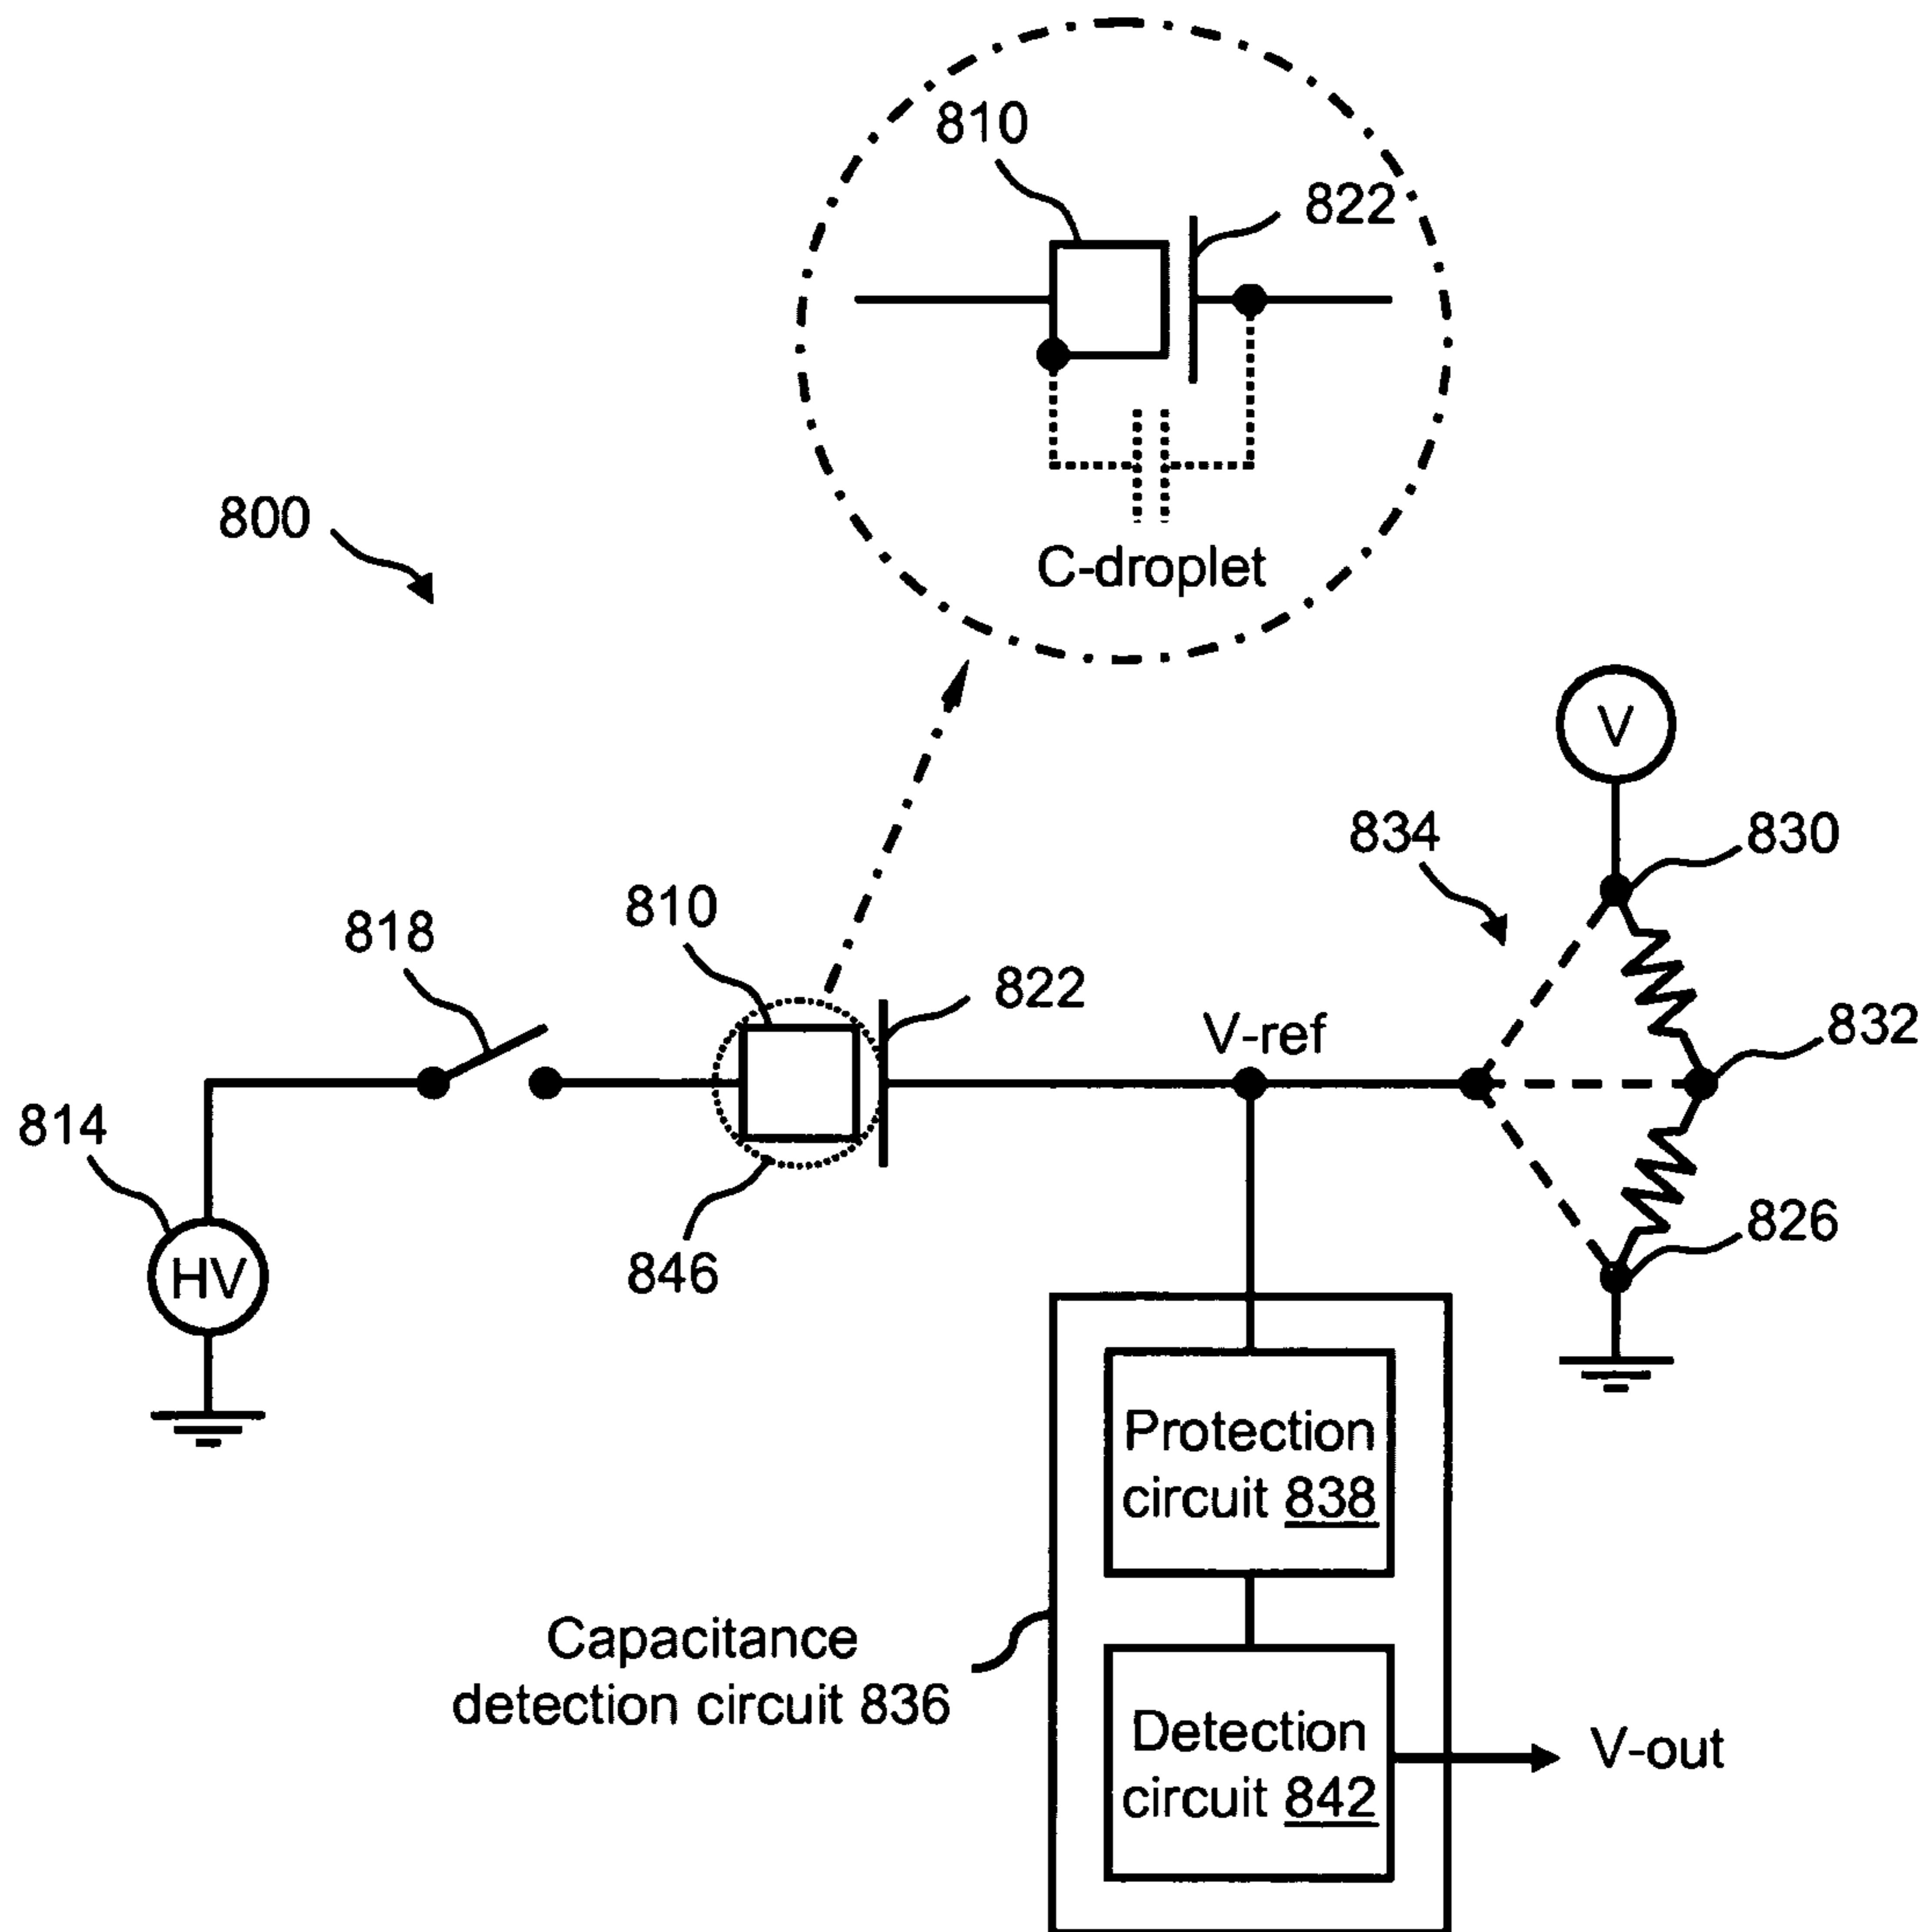 810
822
800
C-droplet
V
834
830
810
818
822
V-ref
832
814
826
HV
846
Protection
circuit 838
Capacitance
detection circuit 836
Detection
circuit 842
V-out